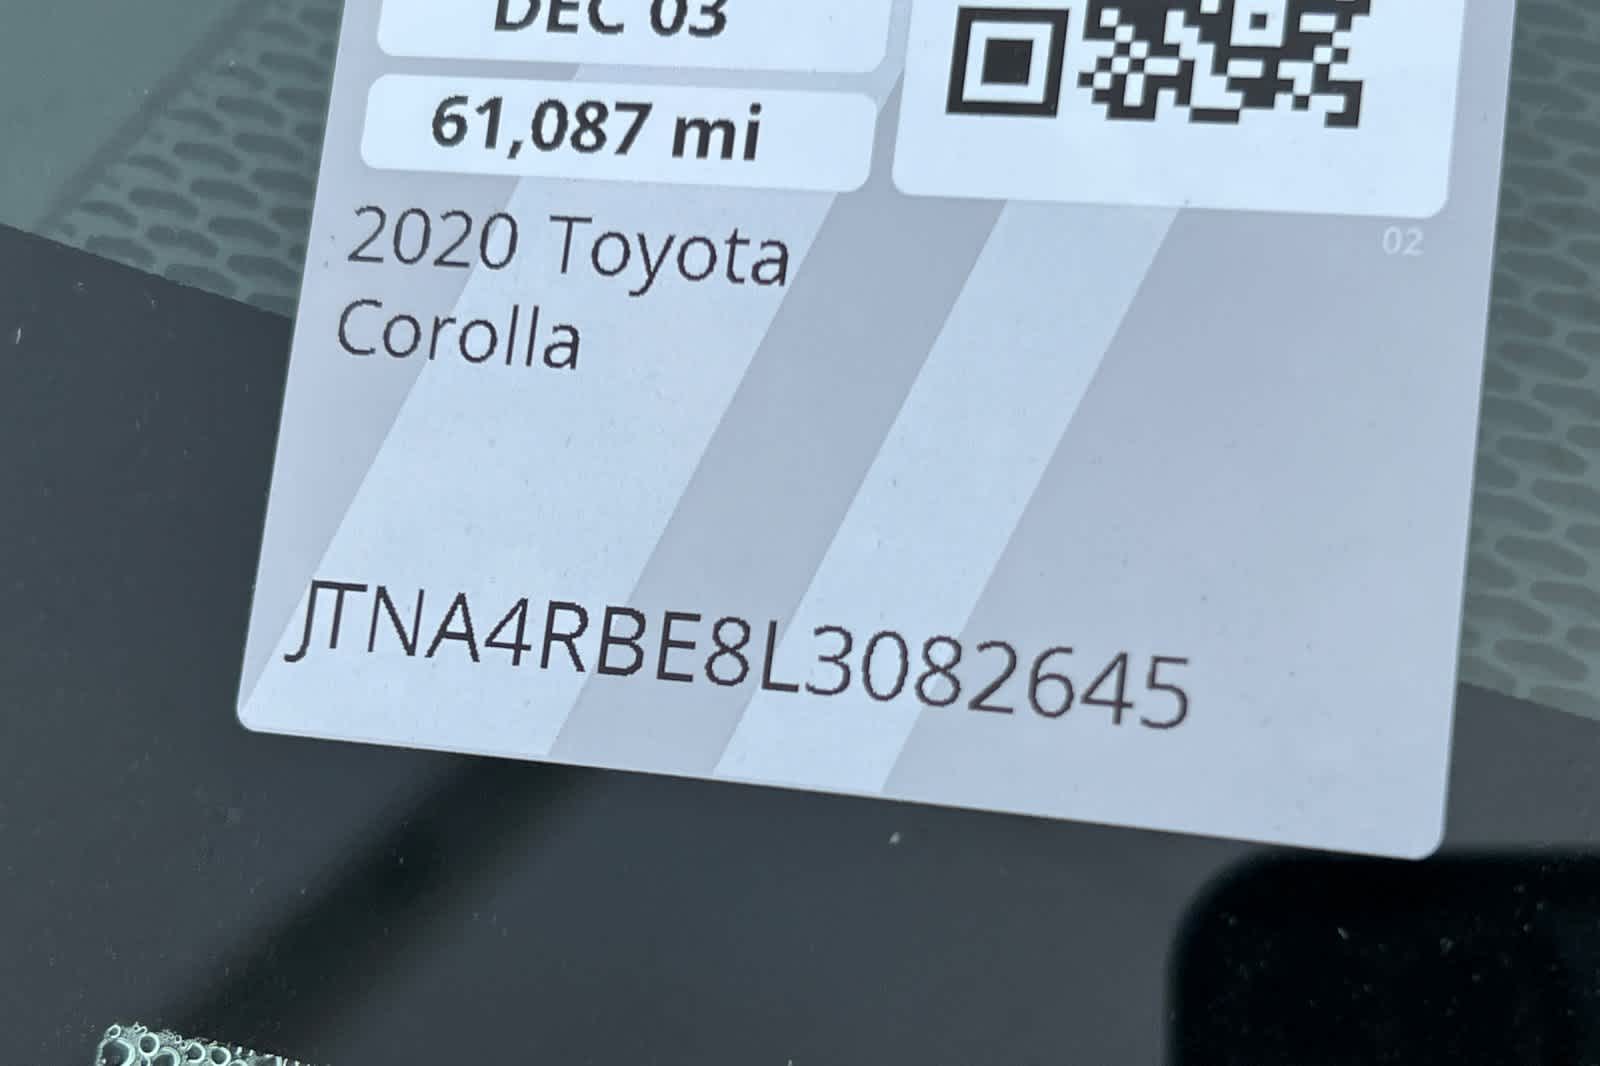 DEC 03
61,087 mi
02
2020 Toyota
Corolla
JTNA4RBE8L3082645